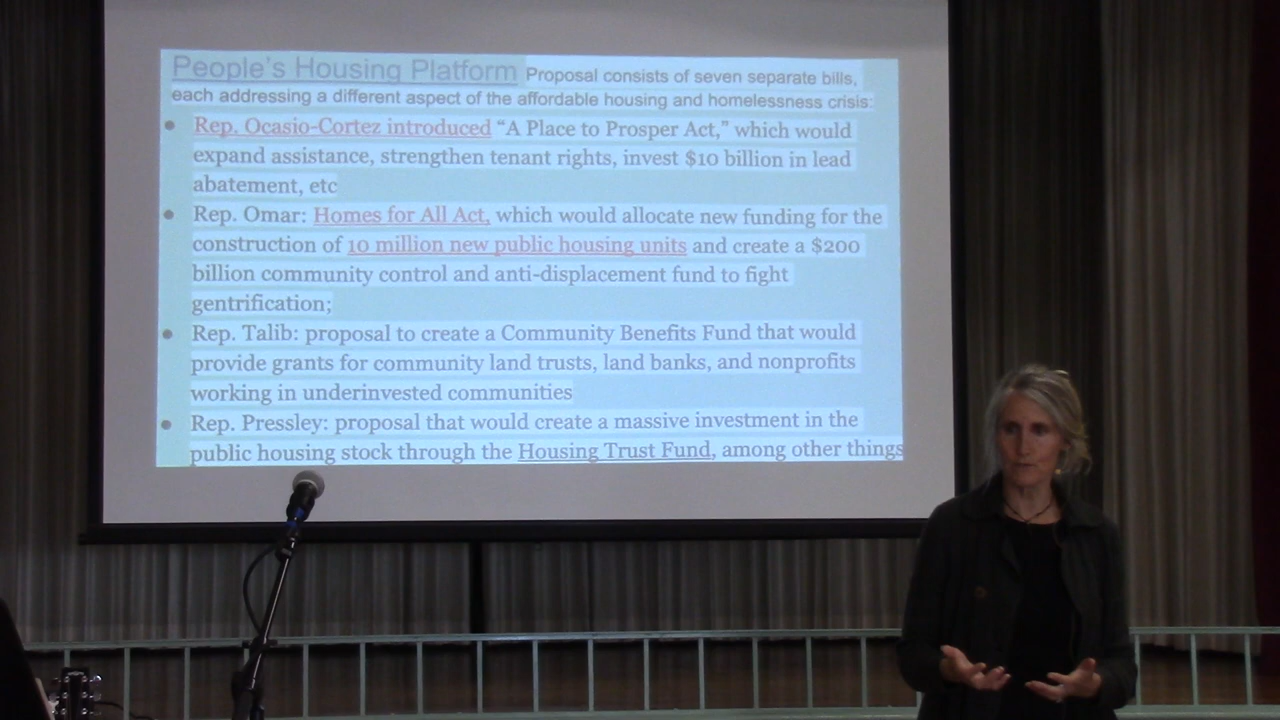 People's Housing Platform Proposal consists of seven separate bills,
each addressing a different aspect of the affordable housing and homelessness crisis:
• Rep. Ocasio-Cortez introduced “A Place to Prosper Act,” which would
expand assistance, strengthen tenant rights, invest $10 billion in lead
abatement, etc
• Rep. Omar: Homes for All Act, which would allocate new funding for the
construction of 10 million new public housing units and create a $200
billion community control and anti-displacement fund to fight
gentrification;
• Rep. Talib: proposal to create a Community Benefits Fund that would
provide grants for community land trusts, land banks, and nonprofits
working in underinvested communities
• Rep. Pressley: proposal that would create a massive investment in the
public housing stock through the Housing Trust Fund, among other things